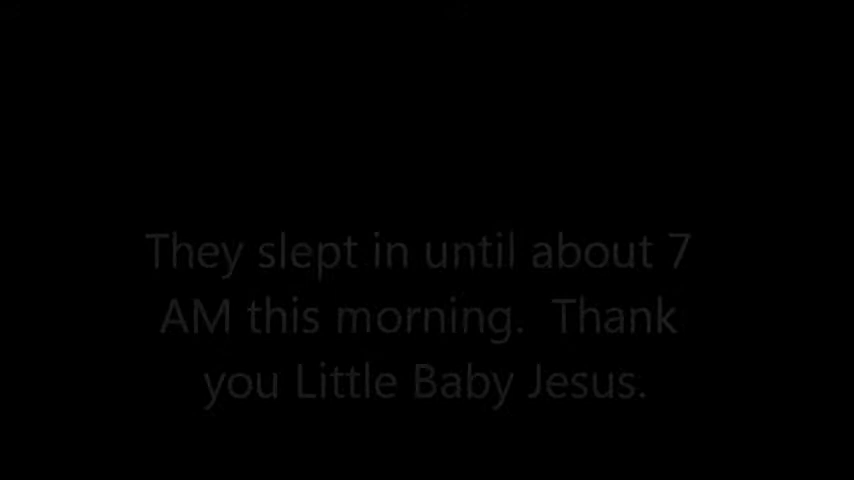 They slept in until about 7
AM this morning.  Thank
you Little Baby Jesus.